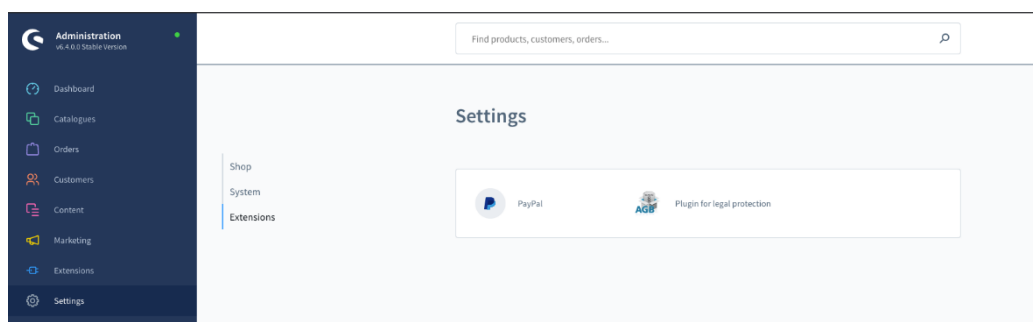 Administration
v6.4.0.0 Stable Version
Find products, customers, orders...
Dashboard
Catalogues
Orders
Customers
Content
Marketing
Extensions
Settings
Settings
Shop
System
Extensions
PayPal
AGB
Plugin for legal protection